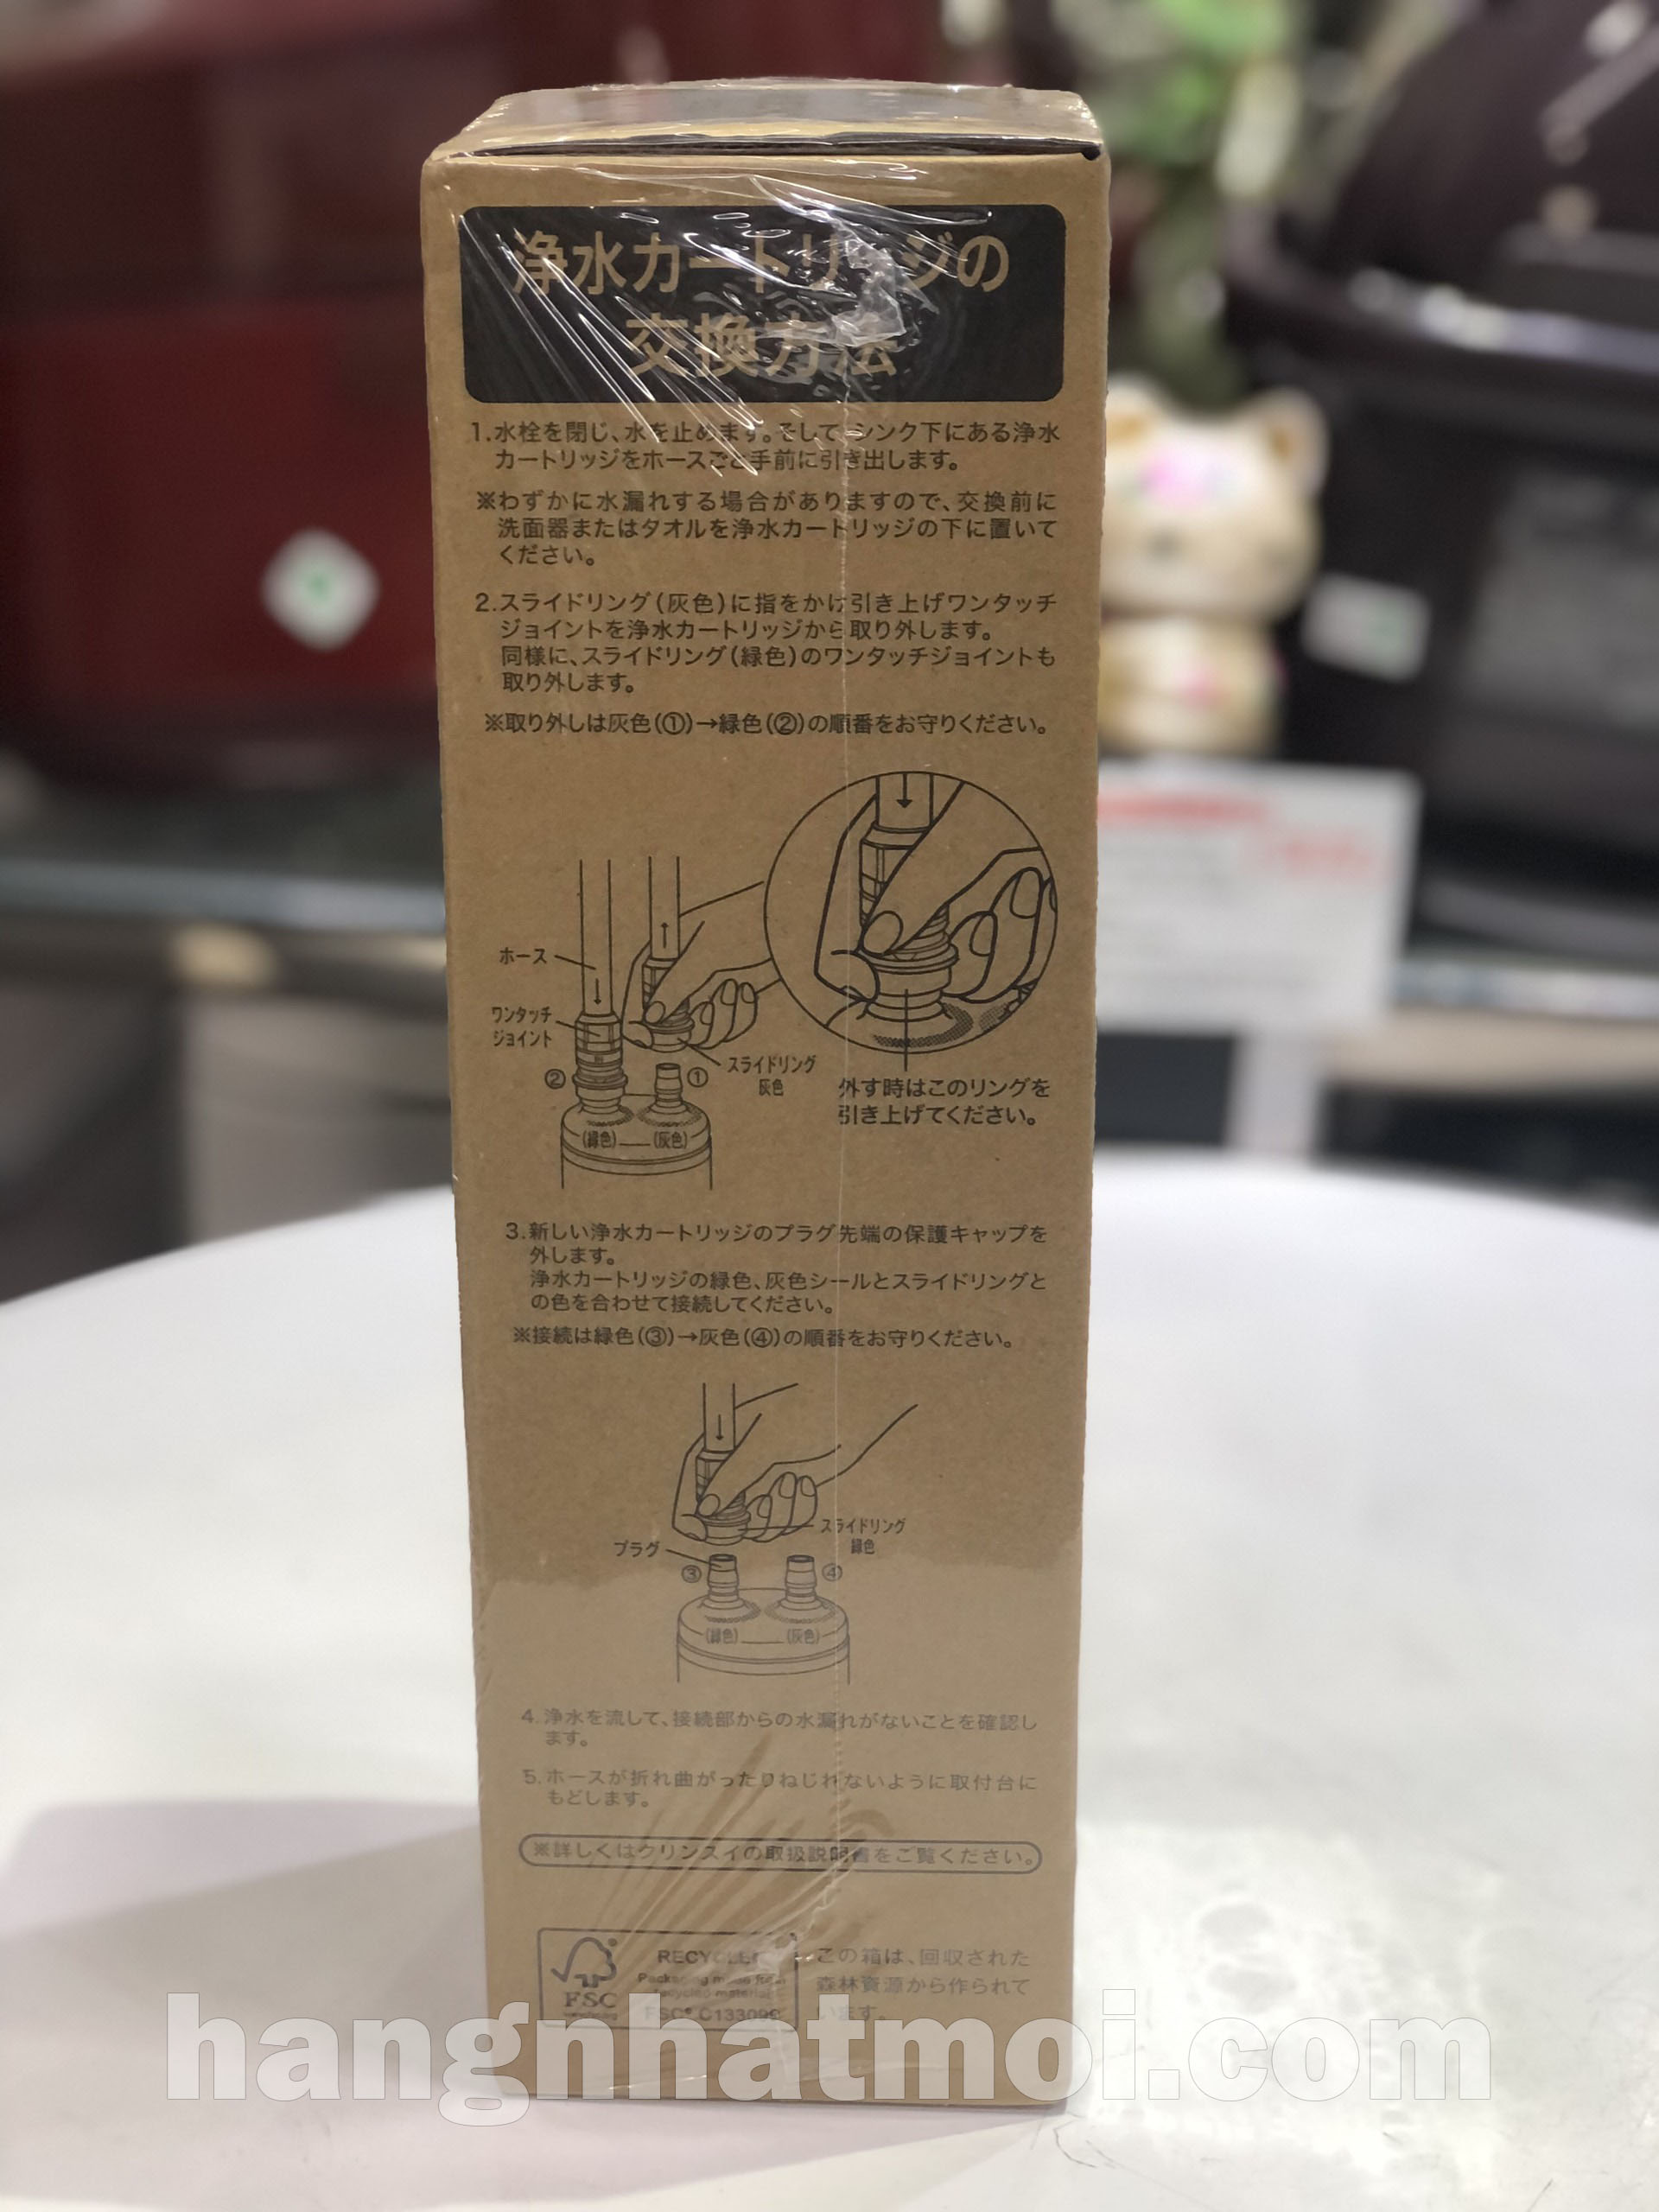 浄水カートリッジの
交換方法
1.水栓を閉じ、水を止めます。そして、シンク下にある浄水
カートリッジをホースごと手前に引き出します。
※わずかに水漏れする場合がありますので、交換前に
洗面器またはタオルを浄水カートリッジの下に置いて
ください。
2.スライドリング(灰色)に指をかけ引き上げワンタッチ
ジョイントを浄水カートリッジから取り外します。
同様に、スライドリング(緑色)のワンタッチジョイントも
取り外します。
※取り外しは灰色(①)→緑色(②)の順番をお守りください。
ホース
ワンタッチ
ジョイント
②
①
スライドリング
灰色
(緑色)
(灰色)
外す時はこのリングを
引き上げてください。
3.新しい浄水カートリッジのプラグ先端の保護キャップを
外します。
浄水カートリッジの緑色、灰色シールとスライドリングと
の色を合わせて接続してください。
※接続は緑色(③)→灰色(④)の順番をお守りください。
スライドリング
緑色
プラグ
③
④
(緑色)
(灰色)
4.浄水を流して、接続部からの水漏れがないことを確認し
ます。
5.ホースが折れ曲がったりねじれないように取付台に
もどします。
※詳しくはクリンスイの取扱説明書をご覧ください。
FSC
RECYCLED
Packaging made from
recycled material
FSC® C133099
この箱は、回収された
森林資源から作られて
います。
hangnhatmoi.com